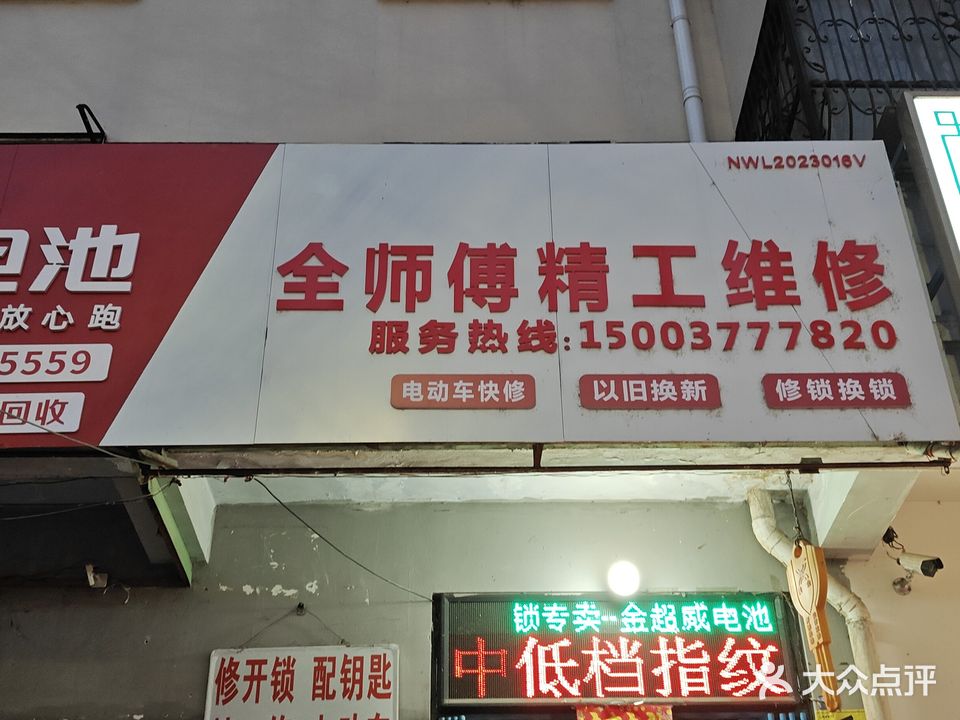 NWL2023016V
池
放心跑
5559
回收
全师傅精工维修
服务热线:15003777820
电动车快修 以旧换新 修锁换锁
锁专卖--金超威电池
中低档指纹
修开锁 配钥匙
大众点评